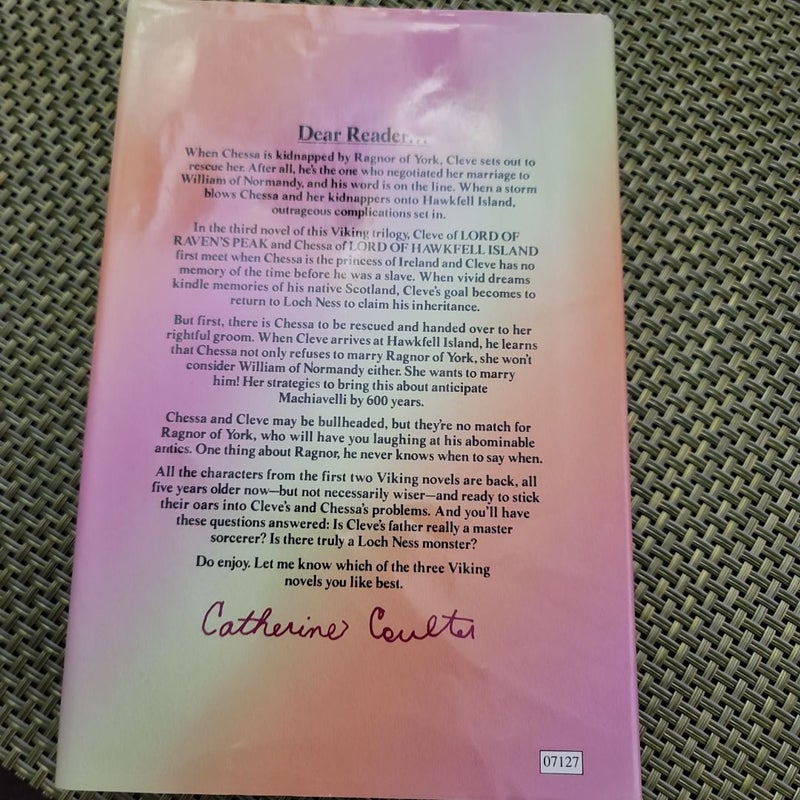 Dear Reader...
When Chessa is kidnapped by Ragnor of York, Cleve sets out to
rescue her. After all, he's the one who negotiated her marriage to
William of Normandy, and his word is on the line. When a storm
blows Chessa and her kidnappers onto Hawkfell Island,
outrageous complications set in.
In the third novel of this Viking trilogy, Cleve of LORD OF
RAVEN'S PEAK and Chessa of LORD OF HAWKFELL ISLAND
first meet when Chessa is the princess of Ireland and Cleve has no
memory of the time before he was a slave. When vivid dreams
kindle memories of his native Scotland, Cleve's goal becomes to
return to Loch Ness to claim his inheritance.
But first, there is Chessa to be rescued and handed over to her
rightful groom. When Cleve arrives at Hawkfell Island, he learns
that Chessa not only refuses to marry Ragnor of York, she won't
consider William of Normandy either. She wants to marry
him! Her strategies to bring this about anticipate
Machiavelli by 600 years.
Chessa and Cleve may be bullheaded, but they're no match for
Ragnor of York, who will have you laughing at his abominable
antics. One thing about Ragnor, he never knows when to say when.
All the characters from the first two Viking novels are back, all
five years older now—but not necessarily wiser—and ready to stick
their oars into Cleve's and Chessa's problems. And you'll have
these questions answered: Is Cleve's father really a master
sorcerer? Is there truly a Loch Ness monster?
Do enjoy. Let me know which of the three Viking
novels you like best.
Catherine Coulter
07127